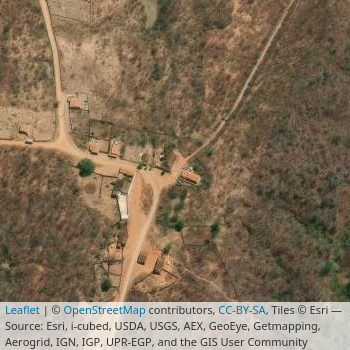 Leaflet | © OpenStreetMap contributors, CC-BY-SA, Tiles © Esri —
Source: Esri, i-cubed, USDA, USGS, AEX, GeoEye, Getmapping,
Aerogrid, IGN, IGP, UPR-EGP, and the GIS User Community